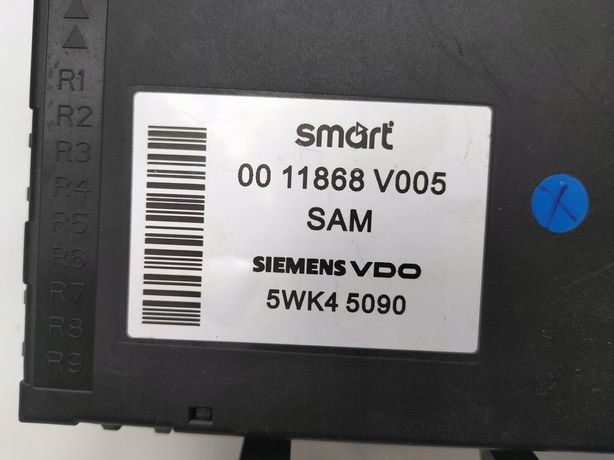 R1
R2
R3
R4
R5
R6
R7
R8
R9
smart
00 11868 V005
SAM
SIEMENS VDO
5WK4 5090
X